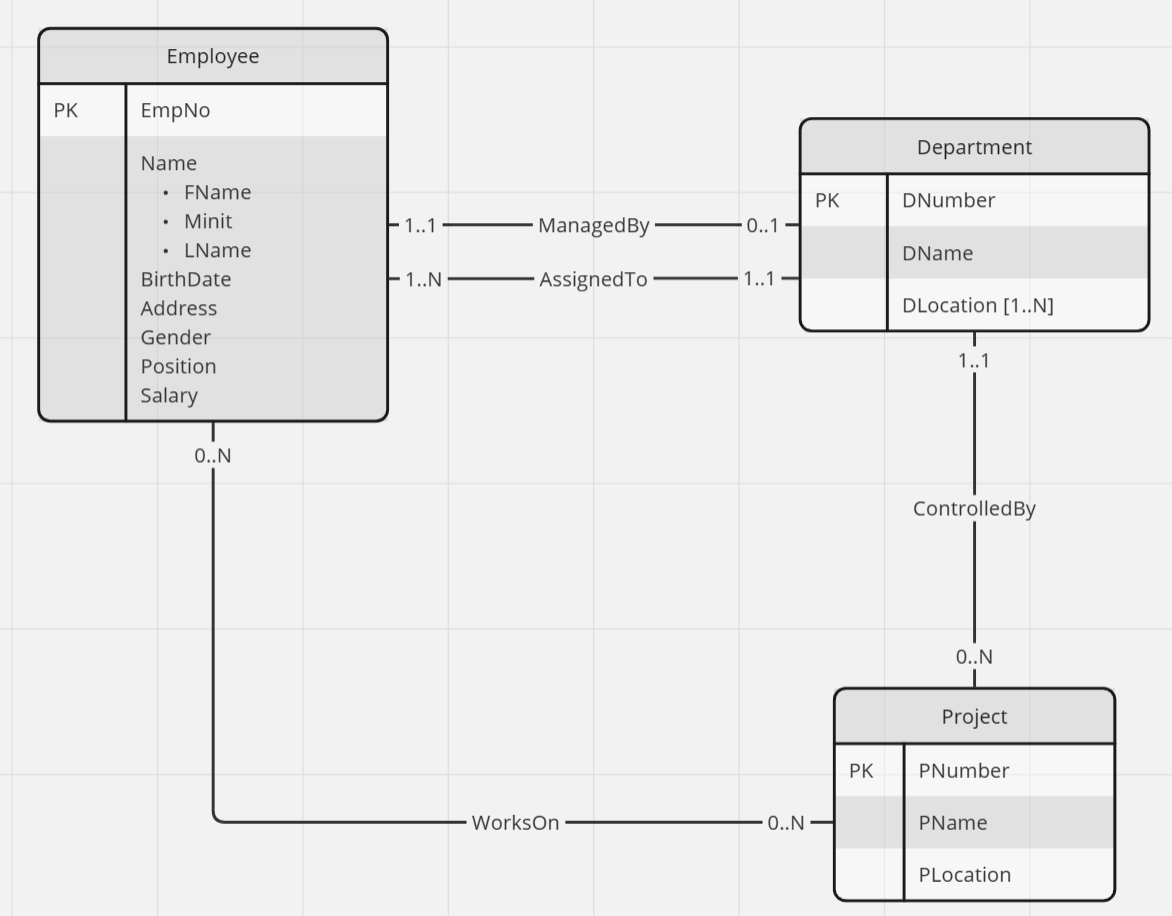 Employee
PK EmpNo
Name
• FName
• Minit
• LName
BirthDate
Address
Gender
Position
Salary
Department
PK DNumber
DName
DLocation [1..N]
1..1 ManagedBy 0..1
1..N AssignedTo 1..1
1..1
ControlledBy
0..N
0..N
WorksOn 0..N
Project
PK PNumber
PName
PLocation